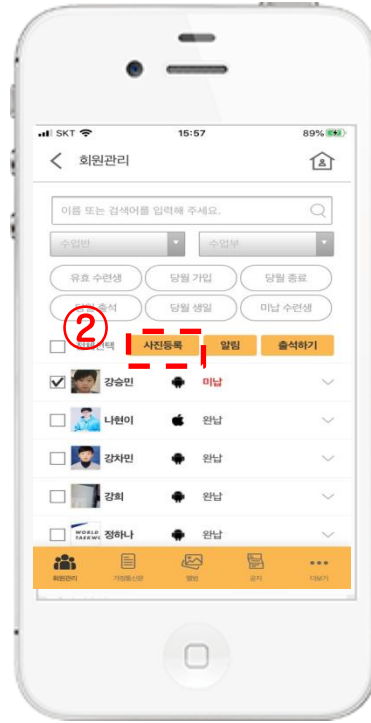 SKT 15:57 89%
회원관리
이름 또는 검색어를 입력해 주세요.
수업반 수업부
유효 수련생 당월 가입 당월 종료
당월 출석 당월 생일 미납 수련생
②
전체선택 사진등록 알림 출석하기
강승민 미납
나현이 완납
강차민 완납
강희 완납
WORLD
TAEKWO 정하나 완납
회원관리 가정통신문 앨범 공지 더보기